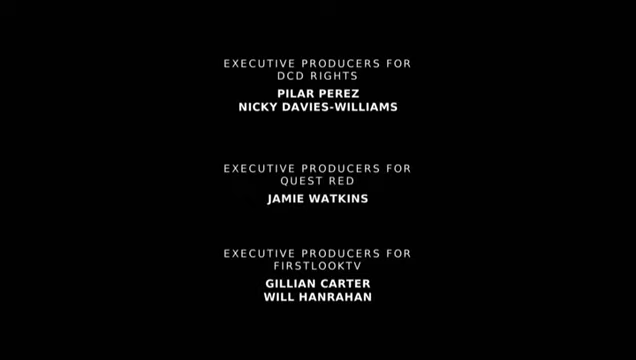 EXECUTIVE PRODUCERS FOR
DCD RIGHTS
PILAR PEREZ
NICKY DAVIES-WILLIAMS
EXECUTIVE PRODUCERS FOR
QUEST RED
JAMIE WATKINS
EXECUTIVE PRODUCERS FOR
FIRSTLOOKTV
GILLIAN CARTER
WILL HANRAHAN